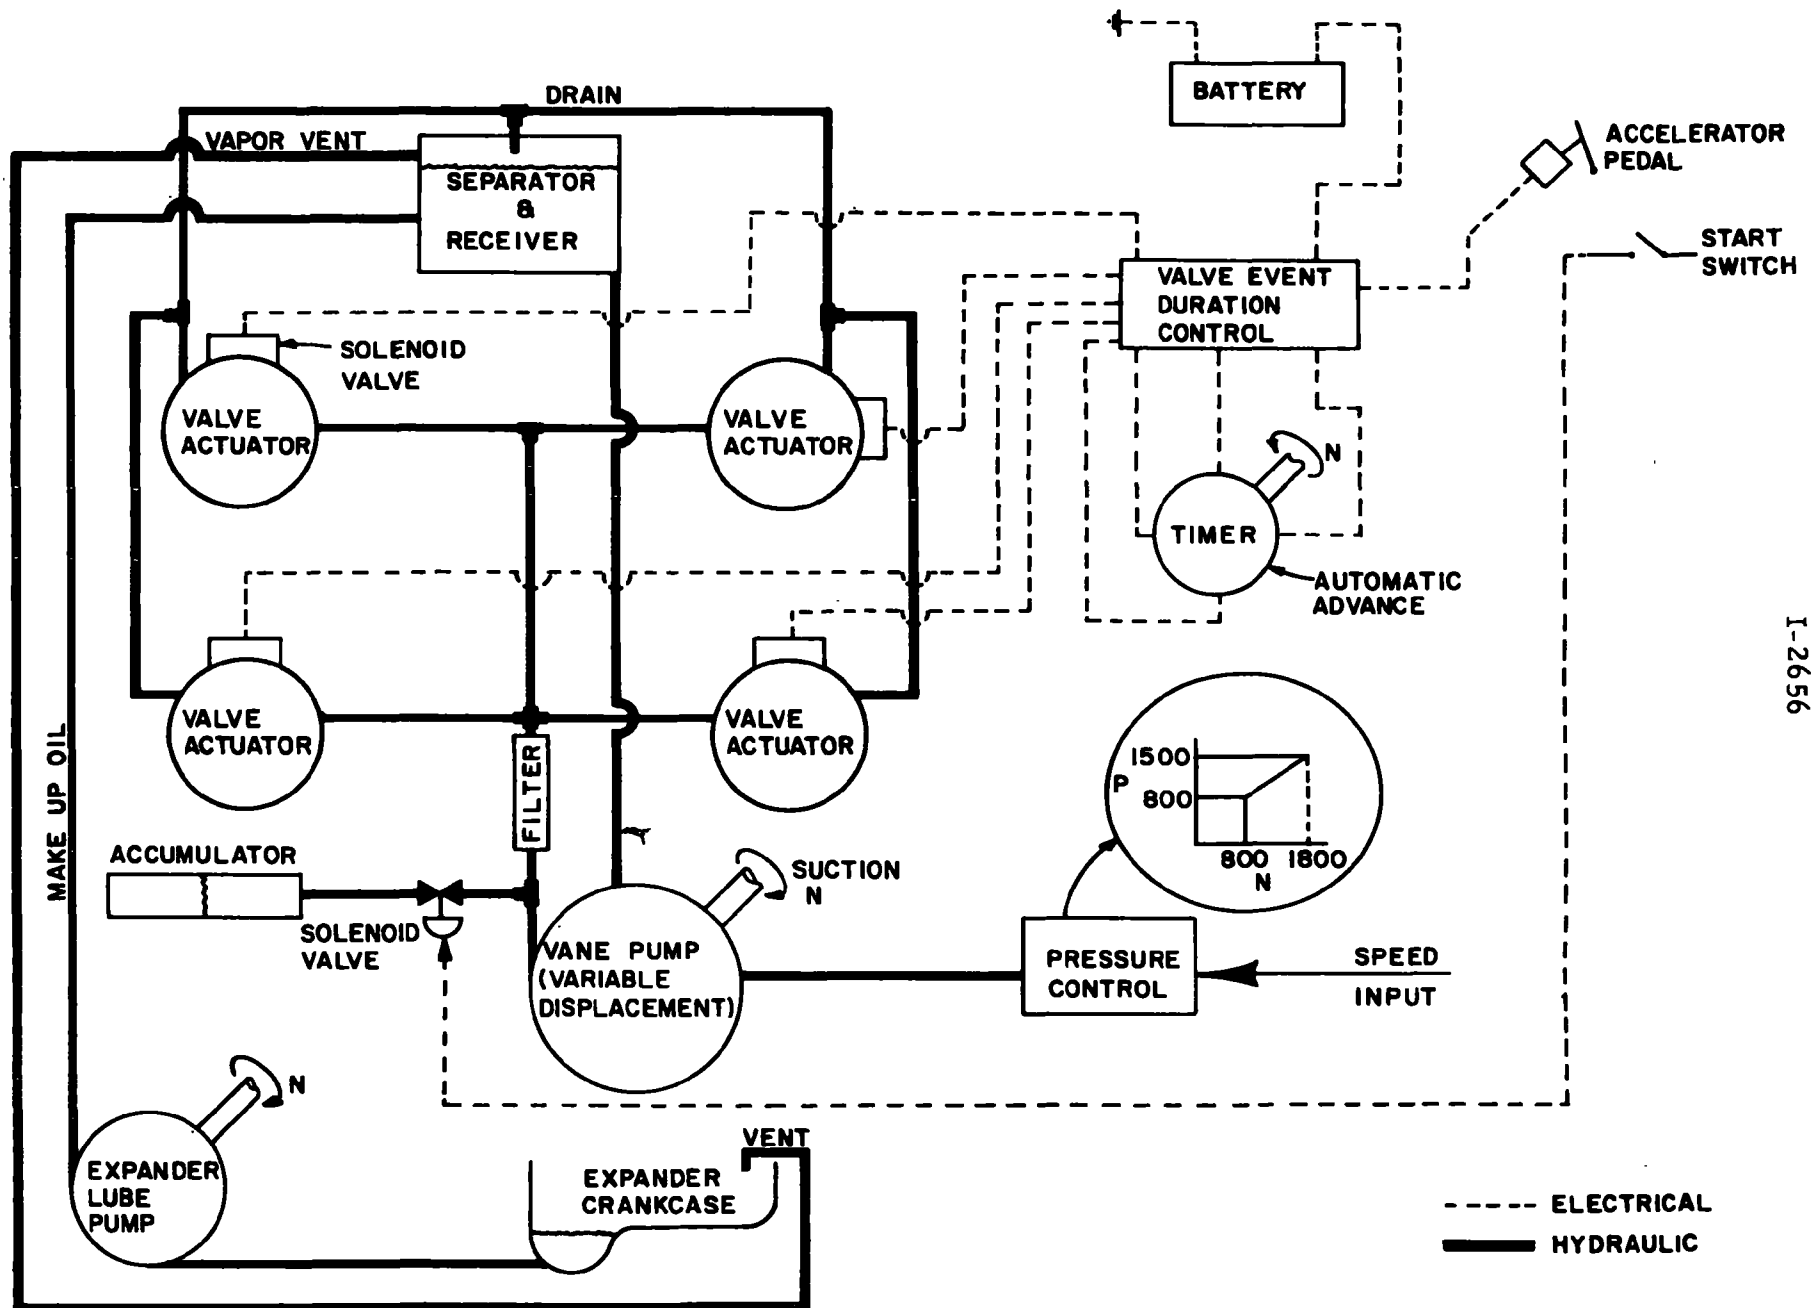 DRAIN
BATTERY
VAPOR VENT
ACCELERATOR
PEDAL
SEPARATOR
&
RECEIVER
START
SWITCH
VALVE EVENT
DURATION
CONTROL
SOLENOID
VALVE
VALVE
ACTUATOR
VALVE
ACTUATOR
N
TIMER
AUTOMATIC
ADVANCE
I-2656
VALVE
ACTUATOR
VALVE
ACTUATOR
MAKE UP OIL
FILTER
1500
P
800
800
1800
N
ACCUMULATOR
SUCTION
N
SOLENOID
VALVE
VANE PUMP
(VARIABLE
DISPLACEMENT)
PRESSURE
CONTROL
SPEED
INPUT
N
EXPANDER
LUBE
PUMP
VENT
EXPANDER
CRANKCASE
ELECTRICAL
HYDRAULIC